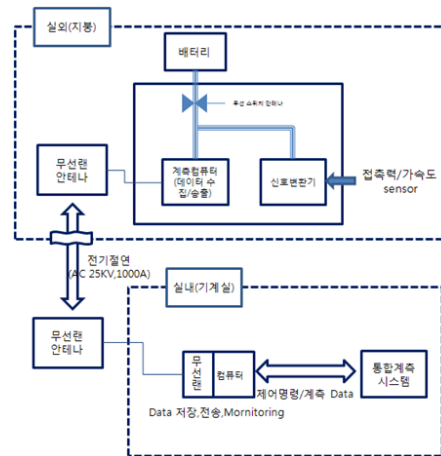 실외(지붕)
배터리
무선 스위치 안테나
무선랜
안테나
계측컴퓨터
(데이터 수
집/송출)
신호변환기
접촉력/가속도
sensor
전기절연
(AC 25KV,1000A)
실내(기계실)
무선랜
안테나
무
선
랜
컴퓨터
통합계측
시스템
제어명령/계측 Data
Data 저장,전송,Mornitoring